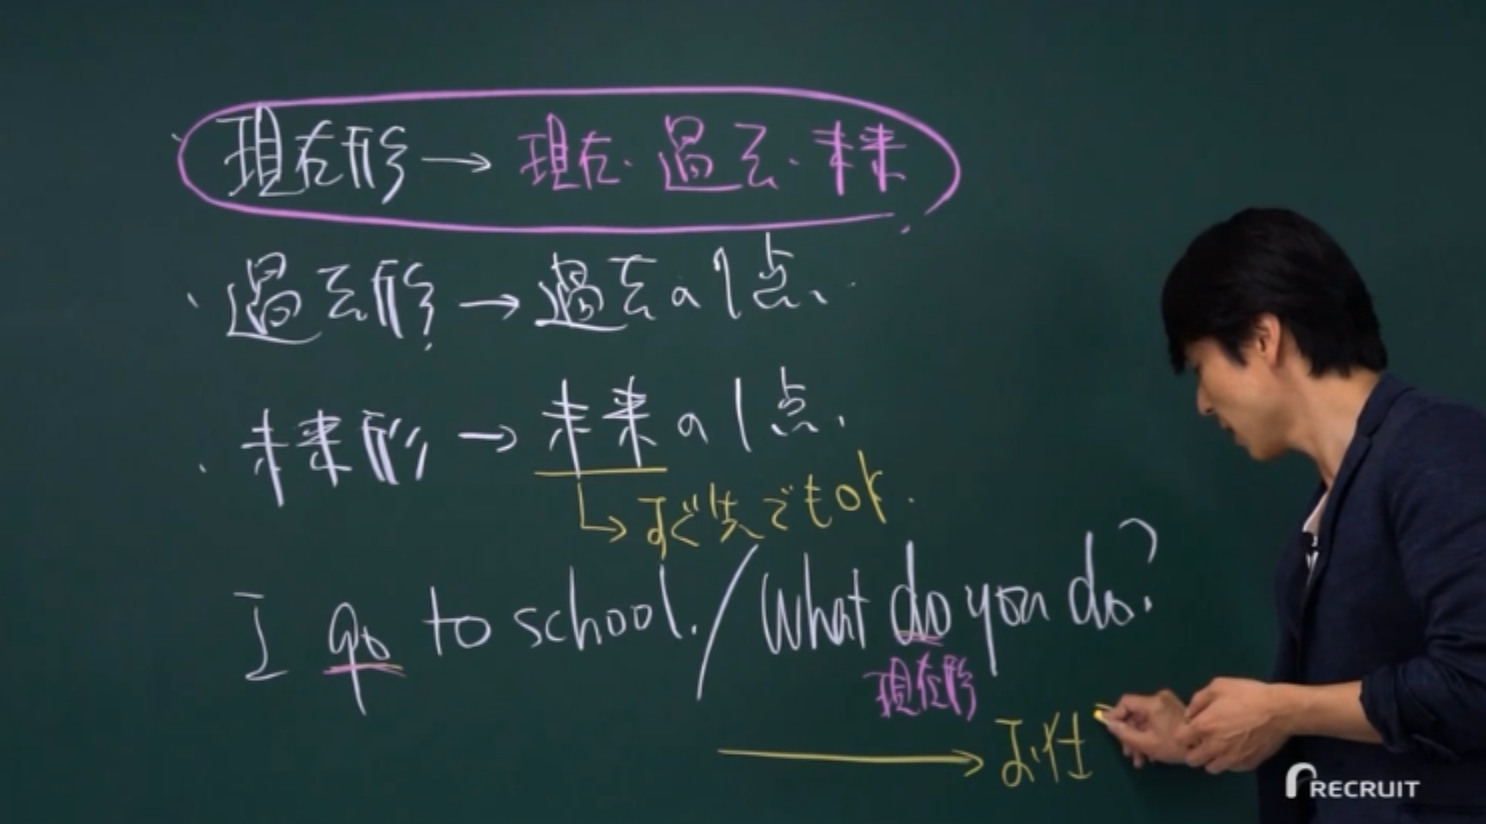 現在形→現在・過去・未来
・過去形→過去の1点、
・未来形→未来の1点.
↳すぐ先でもOK.
I go to school./What do you do?
現在形
→お仕
RECRUIT